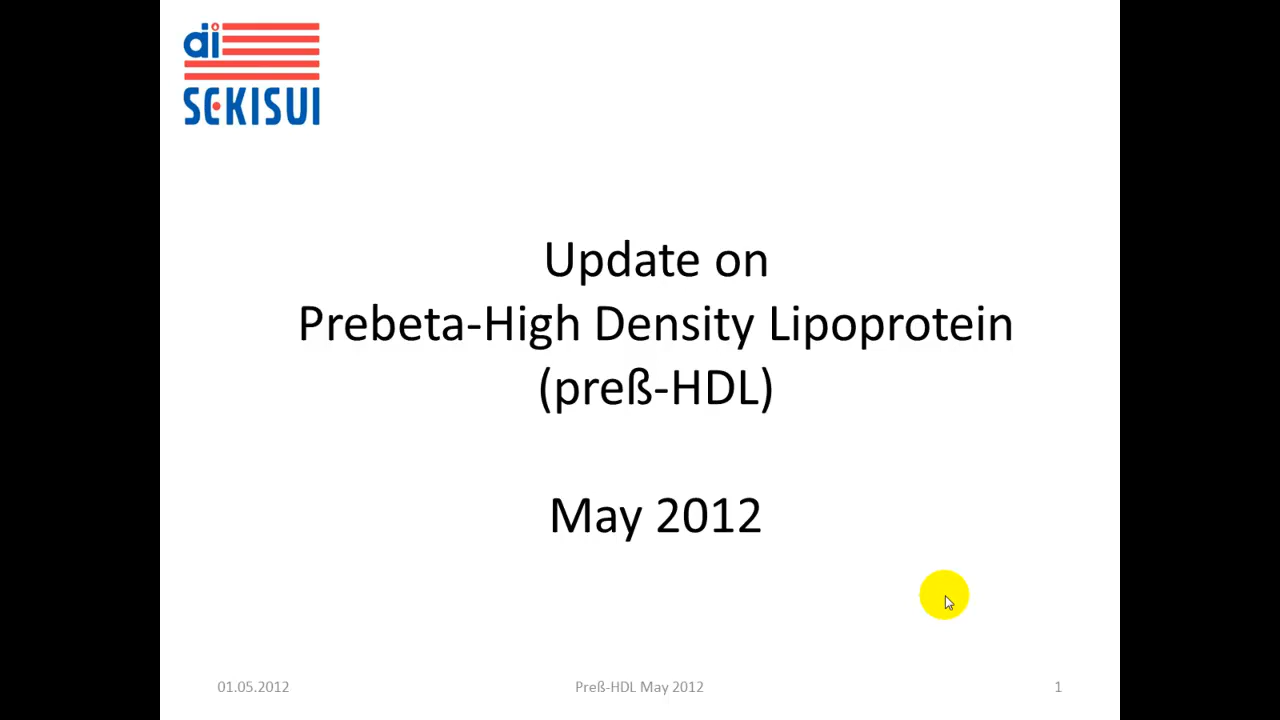 di
SEKISUI
Update on
Prebeta-High Density Lipoprotein
(preß-HDL)
May 2012
01.05.2012
Preß-HDL May 2012
1